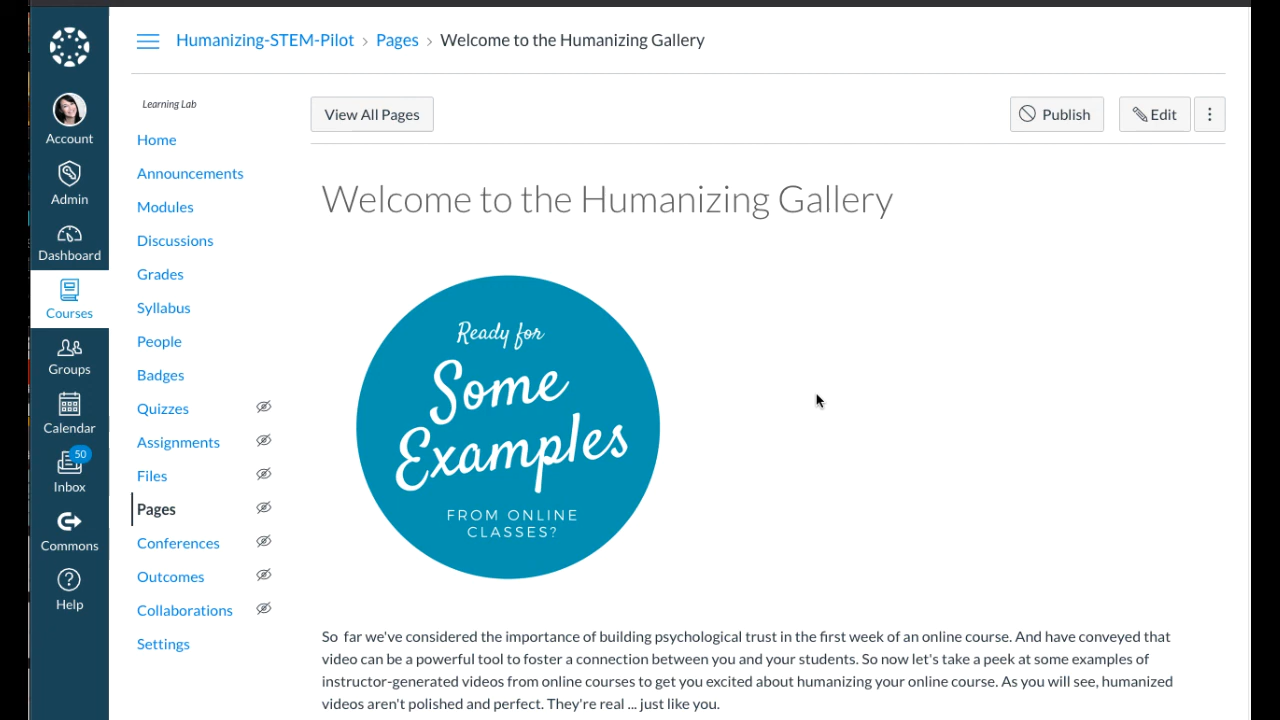 Humanizing-STEM-Pilot > Pages > Welcome to the Humanizing Gallery
Account
Admin
Dashboard
Courses
Groups
Calendar
50
Inbox
Commons
Help
Learning Lab
Home
Announcements
Modules
Discussions
Grades
Syllabus
People
Badges
Quizzes
Assignments
Files
Pages
Conferences
Outcomes
Collaborations
Settings
View All Pages
Publish
Edit
Welcome to the Humanizing Gallery
Ready for
Some
Examples
FROM ONLINE
CLASSES?
So far we've considered the importance of building psychological trust in the first week of an online course. And have conveyed that
video can be a powerful tool to foster a connection between you and your students. So now let's take a peek at some examples of
instructor-generated videos from online courses to get you excited about humanizing your online course. As you will see, humanized
videos aren't polished and perfect. They're real ... just like you.